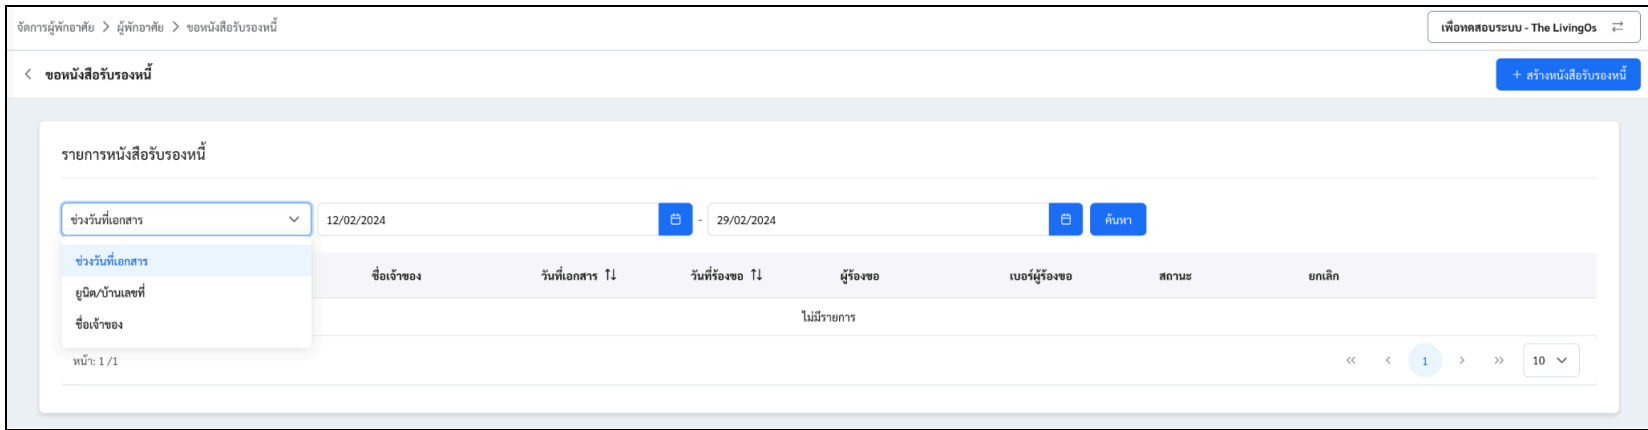 จัดการผู้พักอาศัย > ผู้พักอาศัย > ขอหนังสือรับรองหนี้
เพื่อทดสอบระบบ - The LivingOs
< ขอหนังสือรับรองหนี้
+ สร้างหนังสือรับรองหนี้
รายการหนังสือรับรองหนี้
ช่วงวันที่เอกสาร 12/02/2024 - 29/02/2024 ค้นหา
ช่วงวันที่เอกสาร
ยูนิต/บ้านเลขที่
ชื่อเจ้าของ
ชื่อเจ้าของ วันที่เอกสาร วันที่ร้องขอ ผู้ร้องขอ เบอร์ผู้ร้องขอ สถานะ ยกเลิก
ไม่มีรายการ
หน้า: 1 /1
<< < 1 > >> 10